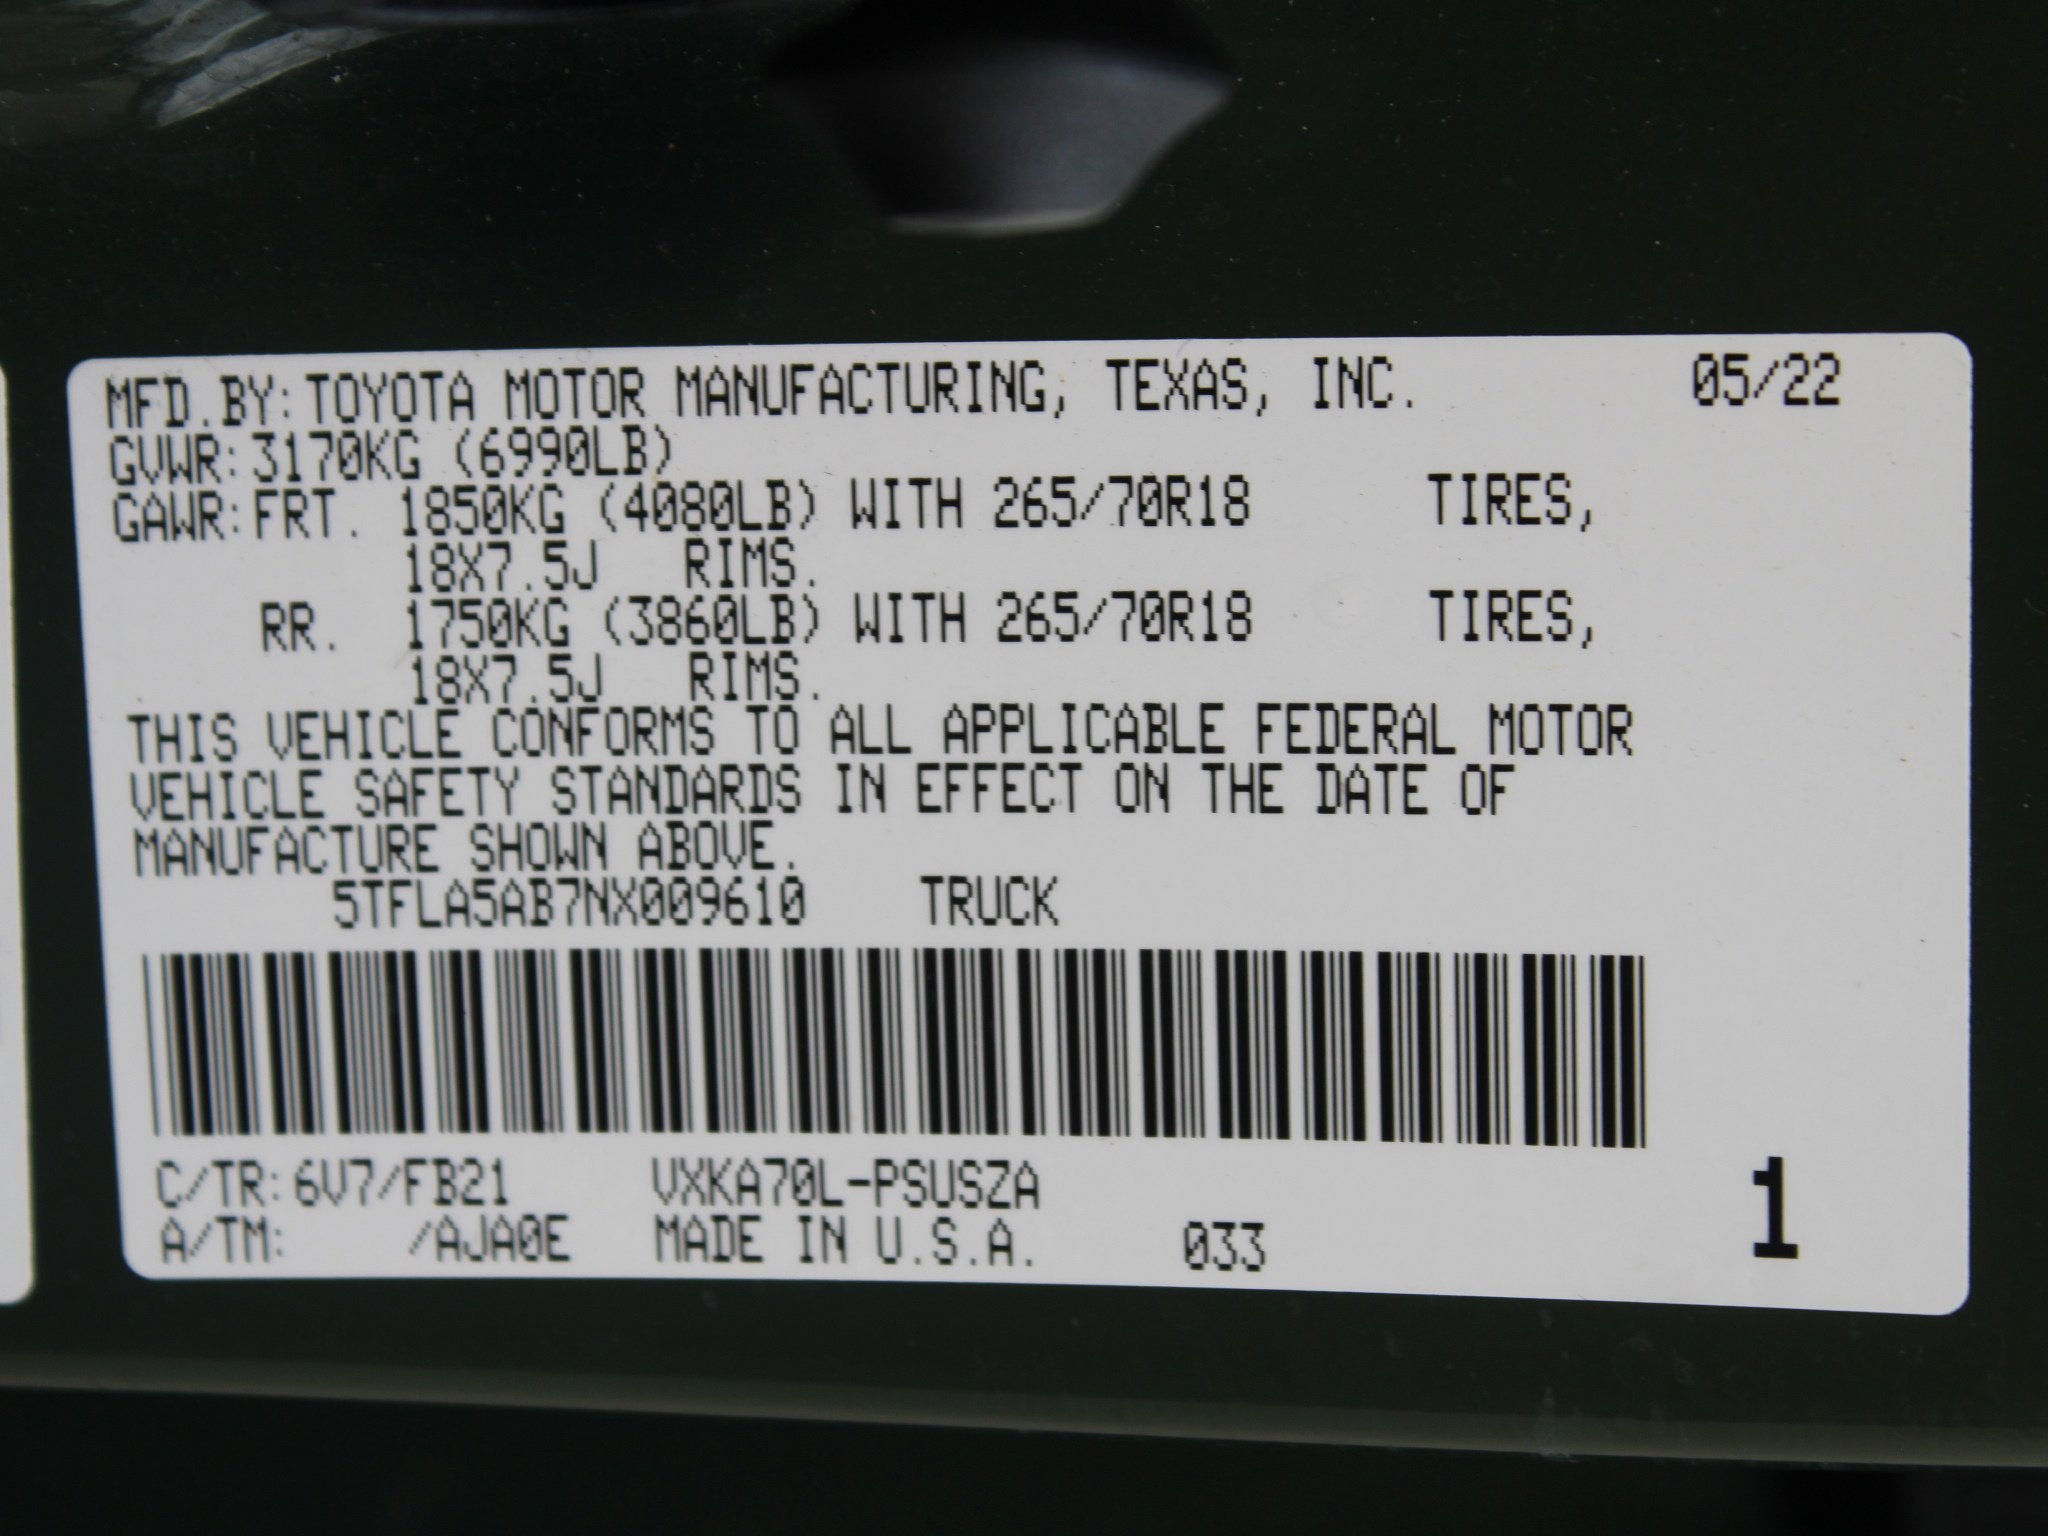 MFD.BY: TOYOTA MOTOR MANUFACTURING, TEXAS, INC. 05/22
GVWR: 3170KG (6990LB)
GAWR: FRT. 1850KG (4080LB) WITH 265/70R18 TIRES,
18X7.5J RIMS.
RR. 1750KG (3860LB) WITH 265/70R18 TIRES,
18X7.5J RIMS.
THIS VEHICLE CONFORMS TO ALL APPLICABLE FEDERAL MOTOR
VEHICLE SAFETY STANDARDS IN EFFECT ON THE DATE OF
MANUFACTURE SHOWN ABOVE.
5TFLA5AB7NX009610 TRUCK
C/TR: 6V7/FB21 VXKA70L-PSUSZA
A/TM: /AJA0E MADE IN U.S.A. 033 1